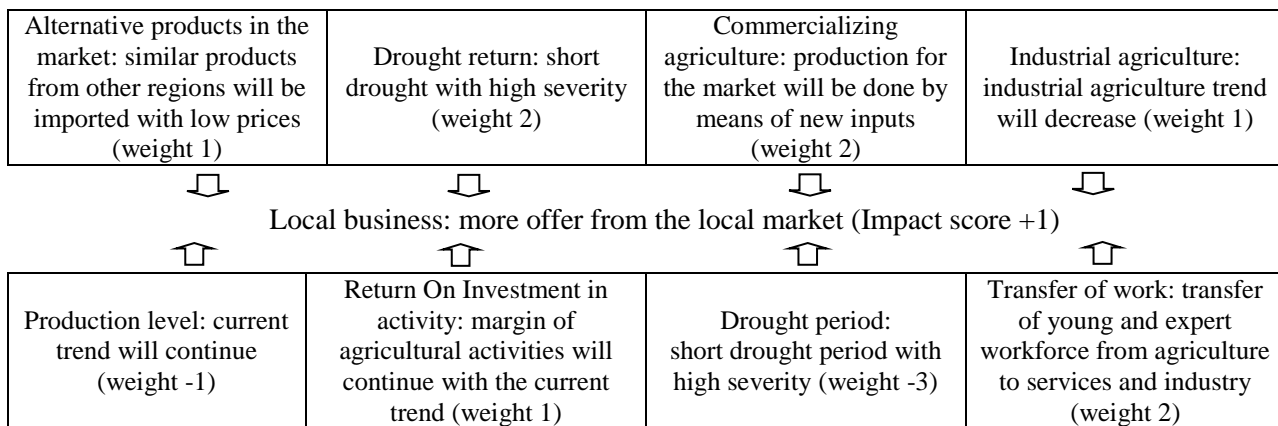 Alternative products in the
market: similar products
from other regions will be
imported with low prices
(weight 1)
Drought return: short
drought with high severity
(weight 2)
Commercializing
agriculture: production for
the market will be done by
means of new inputs
(weight 2)
Industrial agriculture:
industrial agriculture trend
will decrease (weight 1)
Local business: more offer from the local market (Impact score +1)
Production level: current
trend will continue
(weight -1)
Return On Investment in
activity: margin of
agricultural activities will
continue with the current
trend (weight 1)
Drought period:
short drought period with
high severity (weight -3)
Transfer of work: transfer
of young and expert
workforce from agriculture
to services and industry
(weight 2)